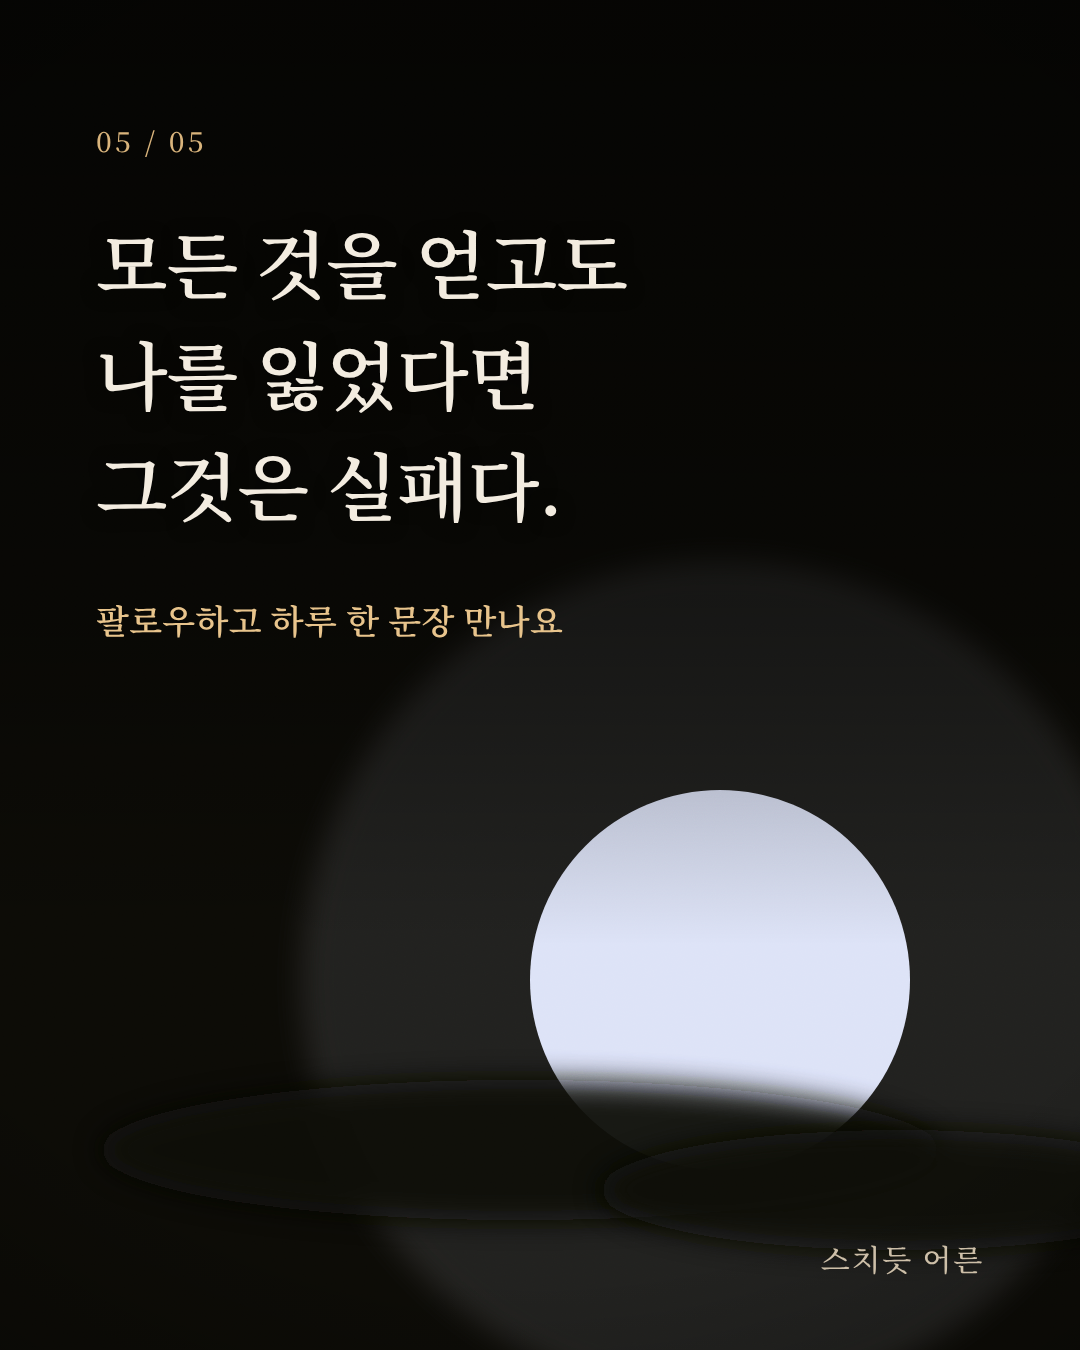 05 / 05
모든 것을 얻고도
나를 잃었다면
그것은 실패다.
팔로우하고 하루 한 문장 만나요
스치듯 어른